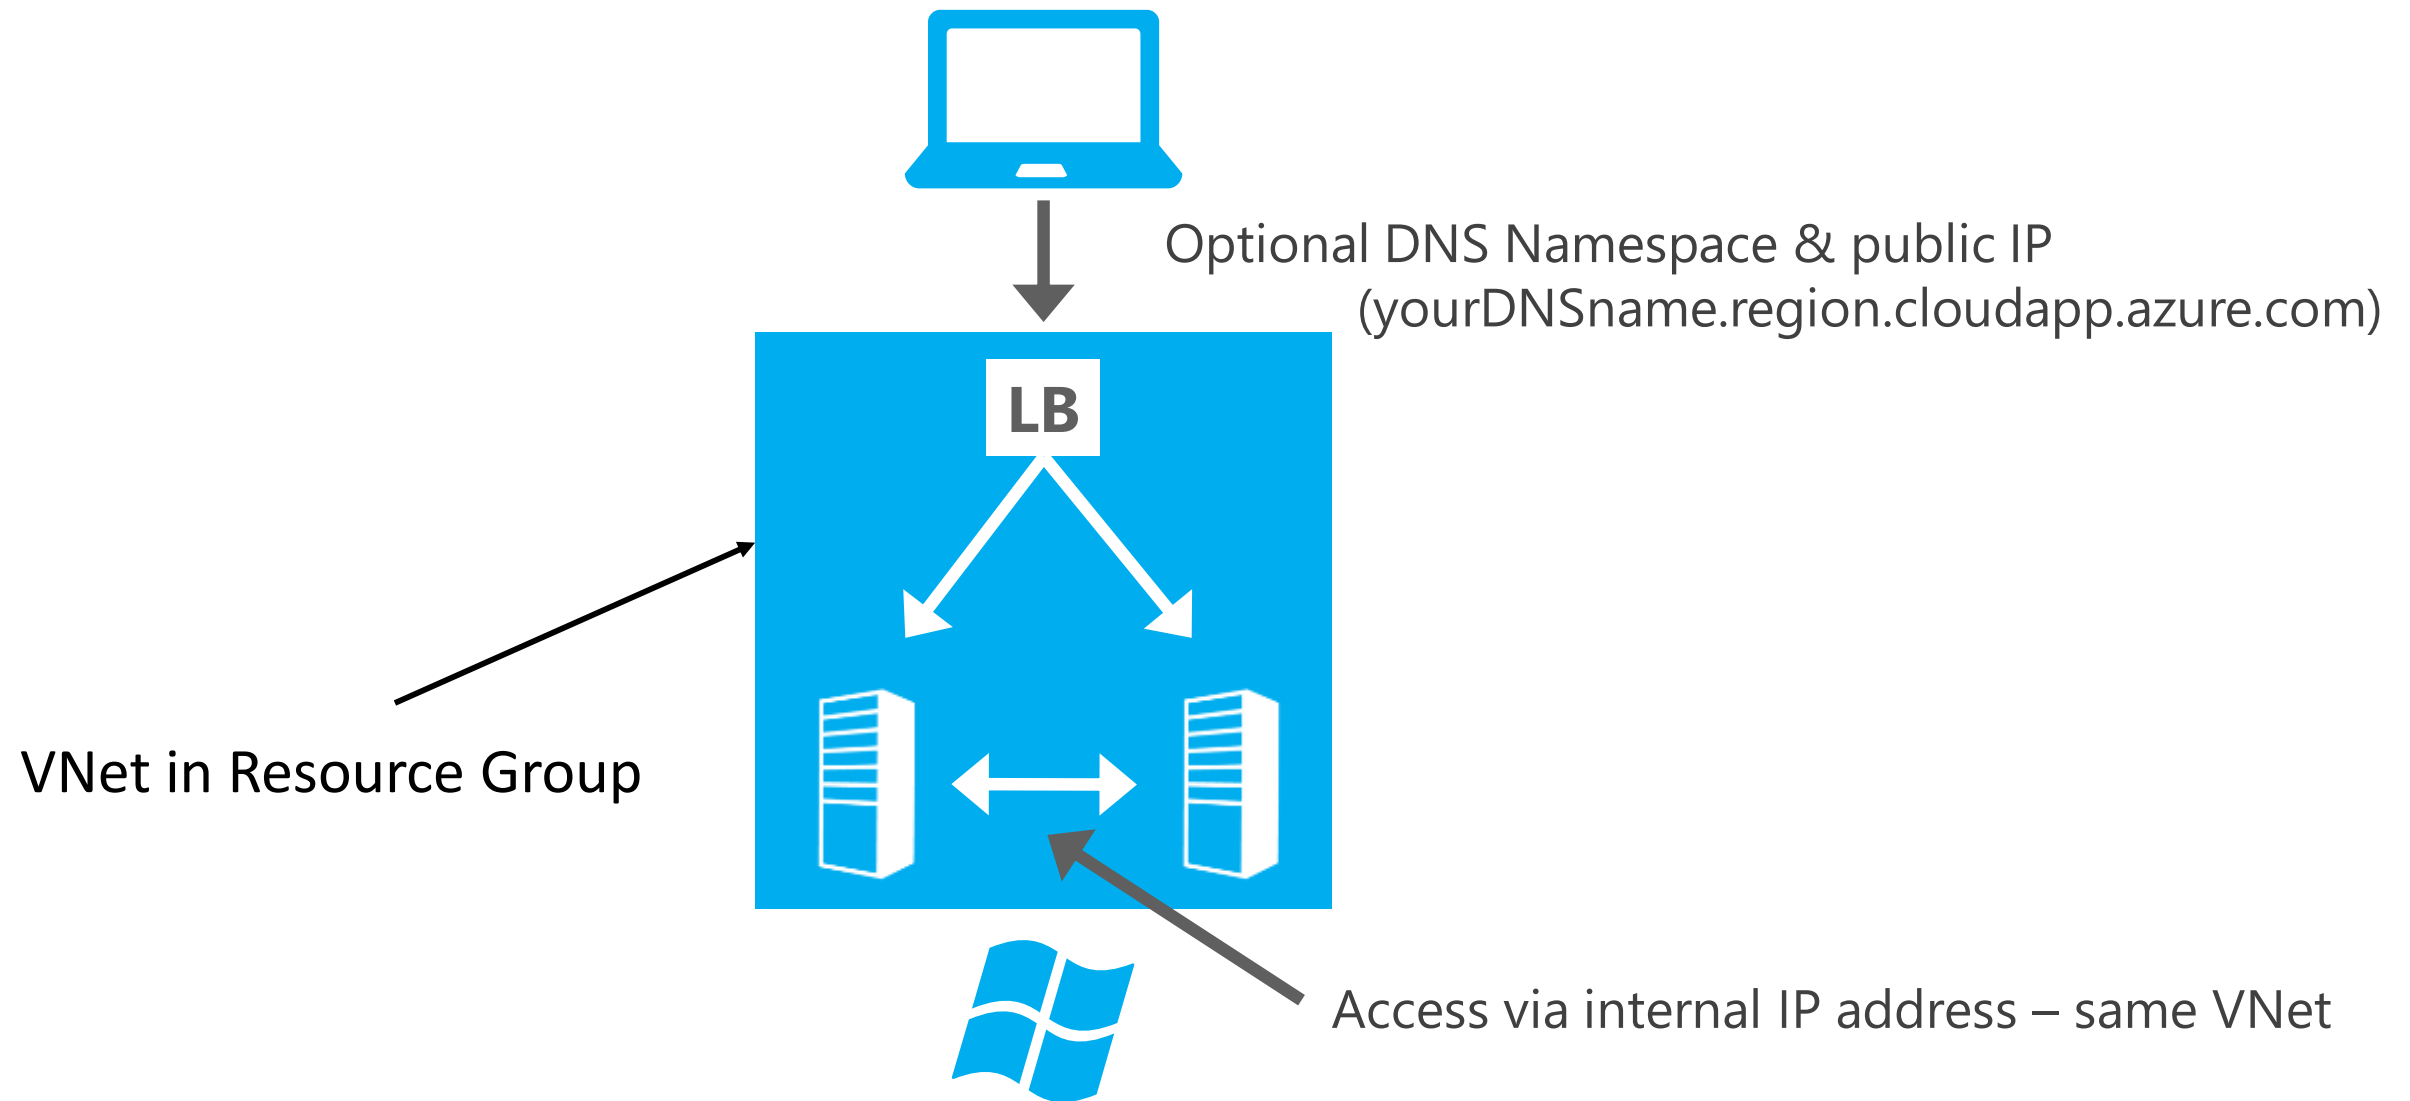 Optional DNS Namespace & public IP
(yourDNSname.region.cloudapp.azure.com)
LB
VNet in Resource Group
Access via internal IP address – same VNet